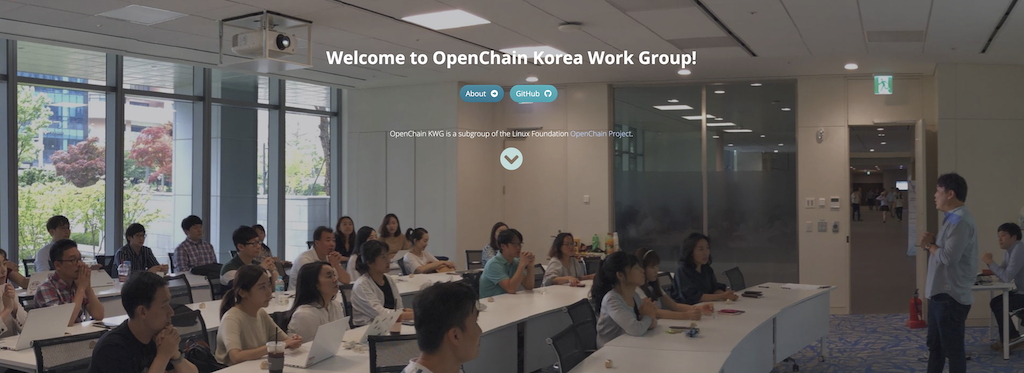 Welcome to OpenChain Korea Work Group!
About
GitHub
OpenChain KWG is a subgroup of the Linux Foundation OpenChain Project.